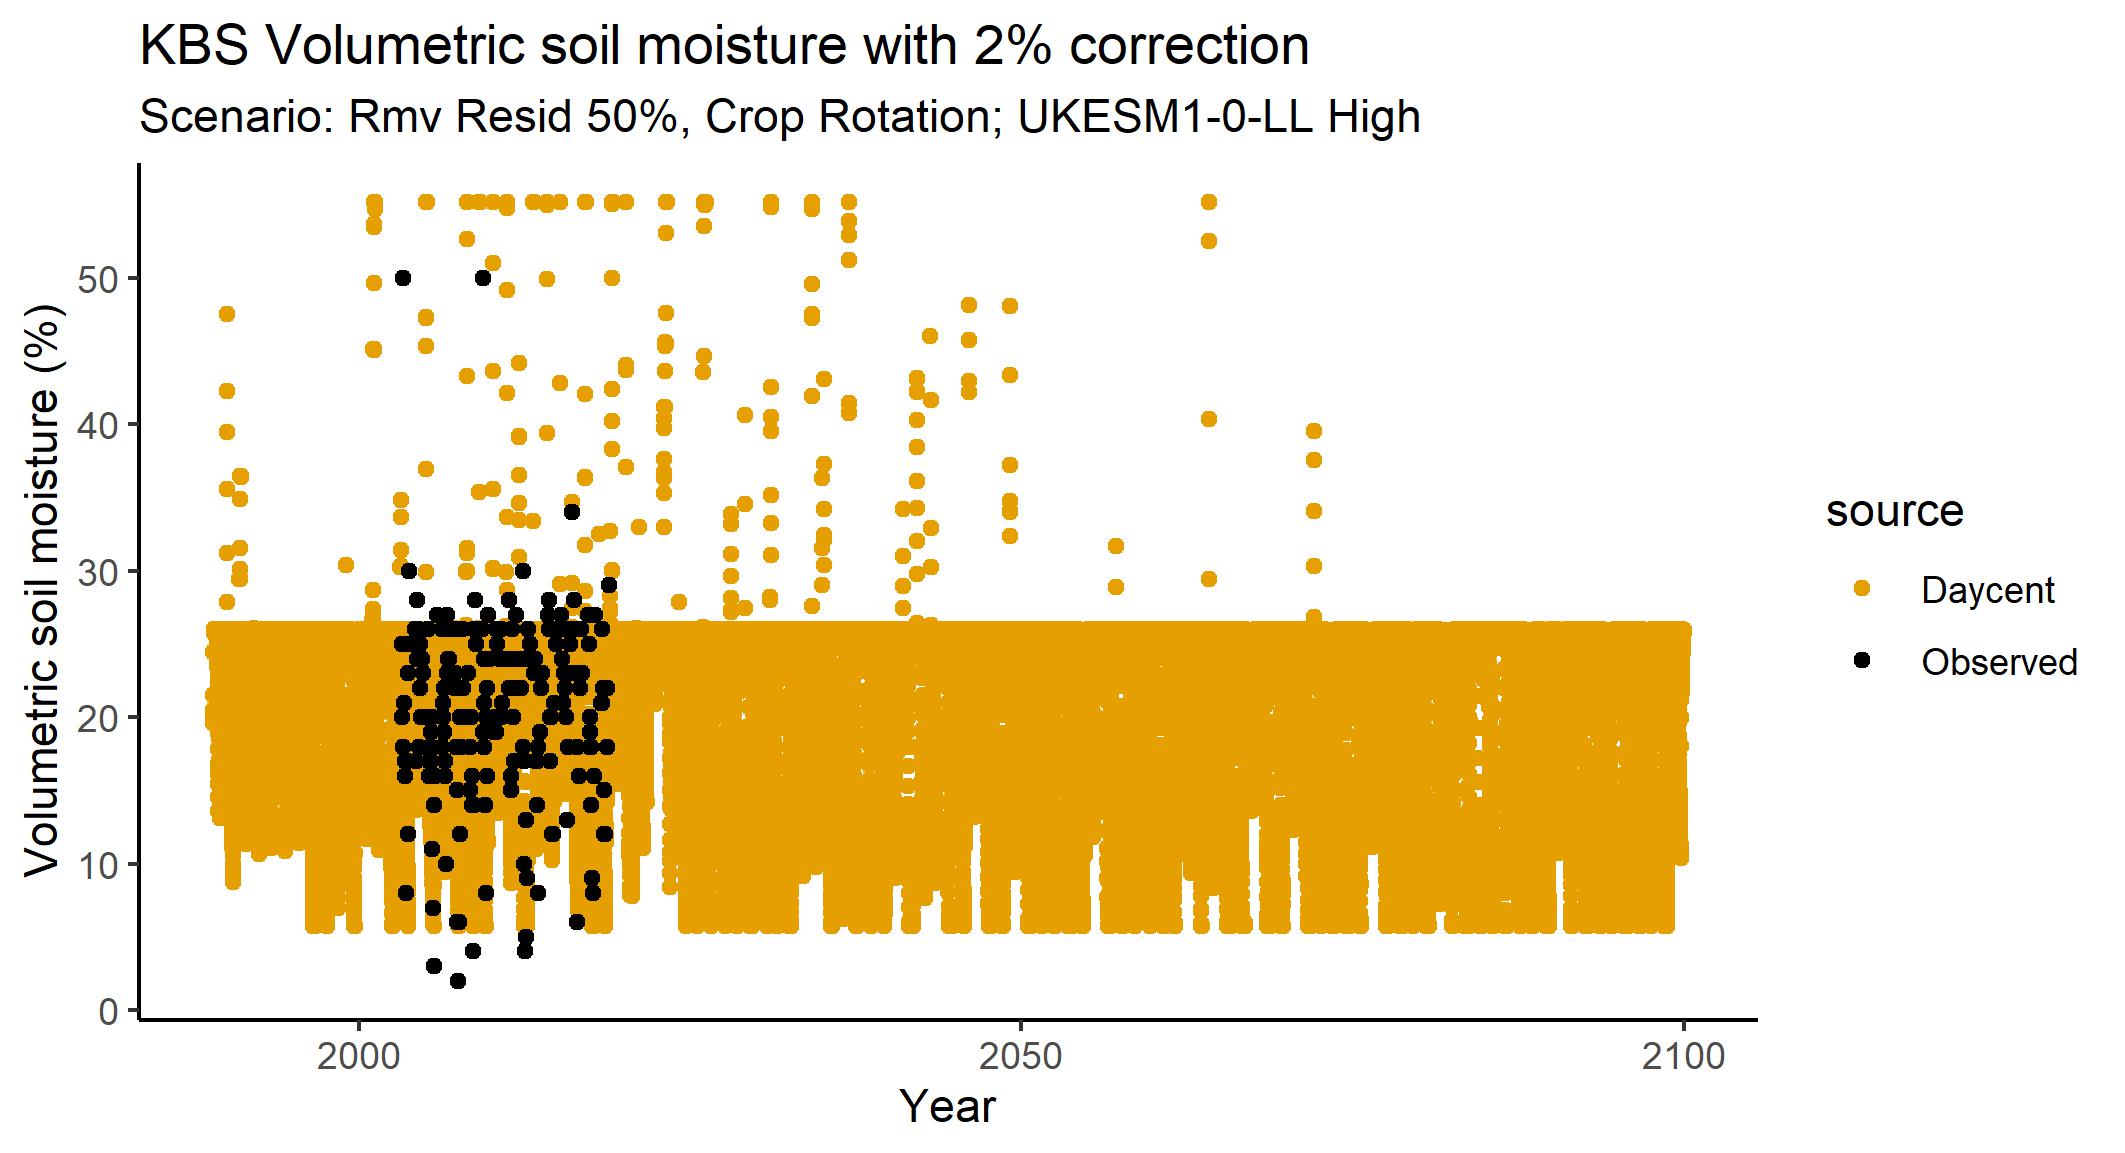 KBS Volumetric soil moisture with 2% correction
Scenario: Rmv Resid 50%, Crop Rotation; UKESM1-0-LL High
Volumetric soil moisture (%)
50
40
30
20
10
0
2000
2050
2100
Year
source
Daycent
Observed